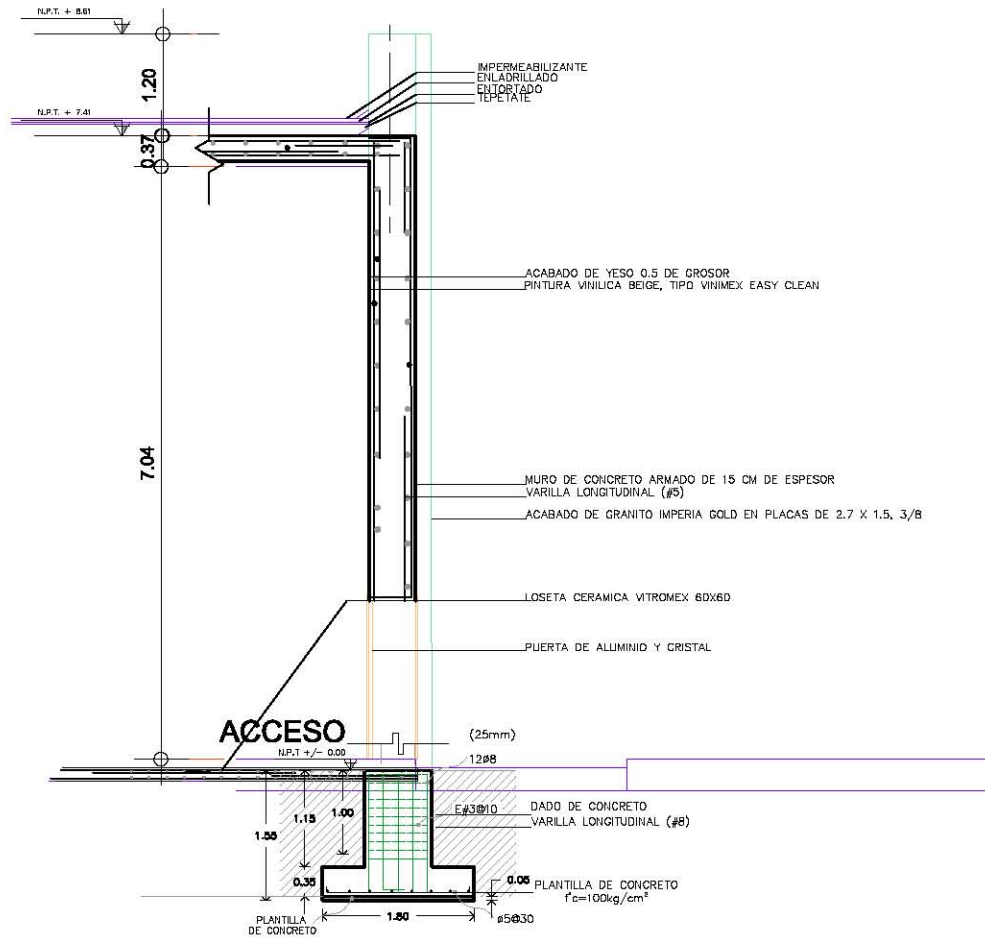 N.P.T. + 8.61
1.20
IMPERMEABILIZANTE
ENLADRILLADO
ENTORTADO
TEPETATE
N.P.T. + 7.41
0.37
ACABADO DE YESO 0.5 DE GROSOR
PINTURA VINILICA BEIGE, TIPO VINIMEX EASY CLEAN
7.04
MURO DE CONCRETO ARMADO DE 15 CM DE ESPESOR
VARILLA LONGITUDINAL (#5)
ACABADO DE GRANITO IMPERIA GOLD EN PLACAS DE 2.7 X 1.5, 3/8
LOSETA CERAMICA VITROMEX 60X60
PUERTA DE ALUMINIO Y CRISTAL
ACCESO
(25mm)
N.P.T +/- 0.00
12ø8
E#3@10
DADO DE CONCRETO
VARILLA LONGITUDINAL (#8)
1.00
1.15
1.55
0.35
0.05
PLANTILLA DE CONCRETO
f'c=100kg/cm²
PLANTILLA
DE CONCRETO
1.80
ø5@30